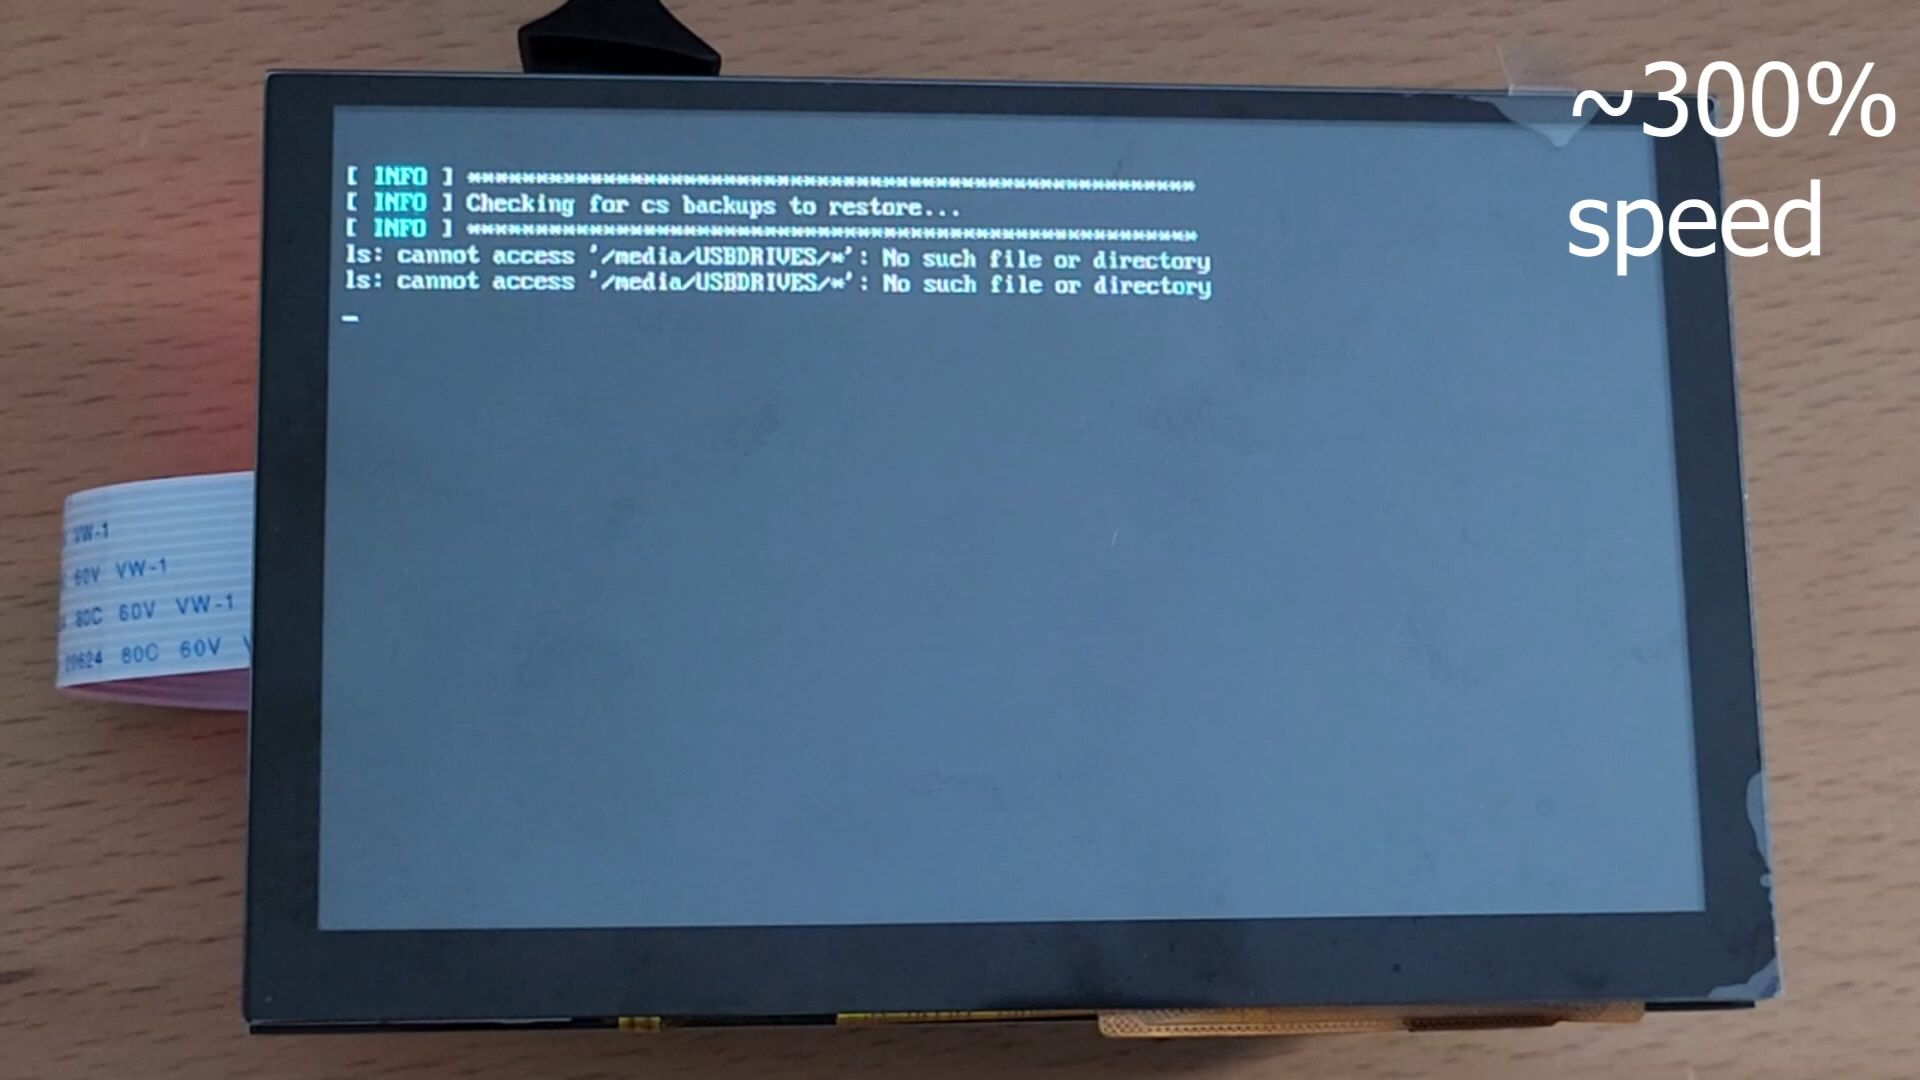 ~300%
speed
[ INFO ] ******************************************************
[ INFO ] Checking for cs backups to restore...
[ INFO ] ******************************************************
ls: cannot access '/media/USBDRIVES/*': No such file or directory
ls: cannot access '/media/USBDRIVES/*': No such file or directory
_
VW-1
60V VW-1
80C 60V VW-1
20624 80C 60V